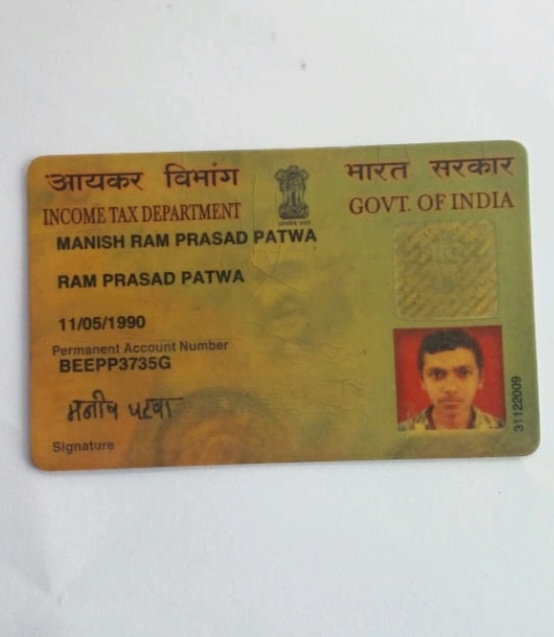 आयकर विभाग
भारत सरकार
INCOME TAX DEPARTMENT
GOVT. OF INDIA
MANISH RAM PRASAD PATWA
RAM PRASAD PATWA
11/05/1990
Permanent Account Number
BEEPP3735G
मनीष पटवा
Signature
31122009